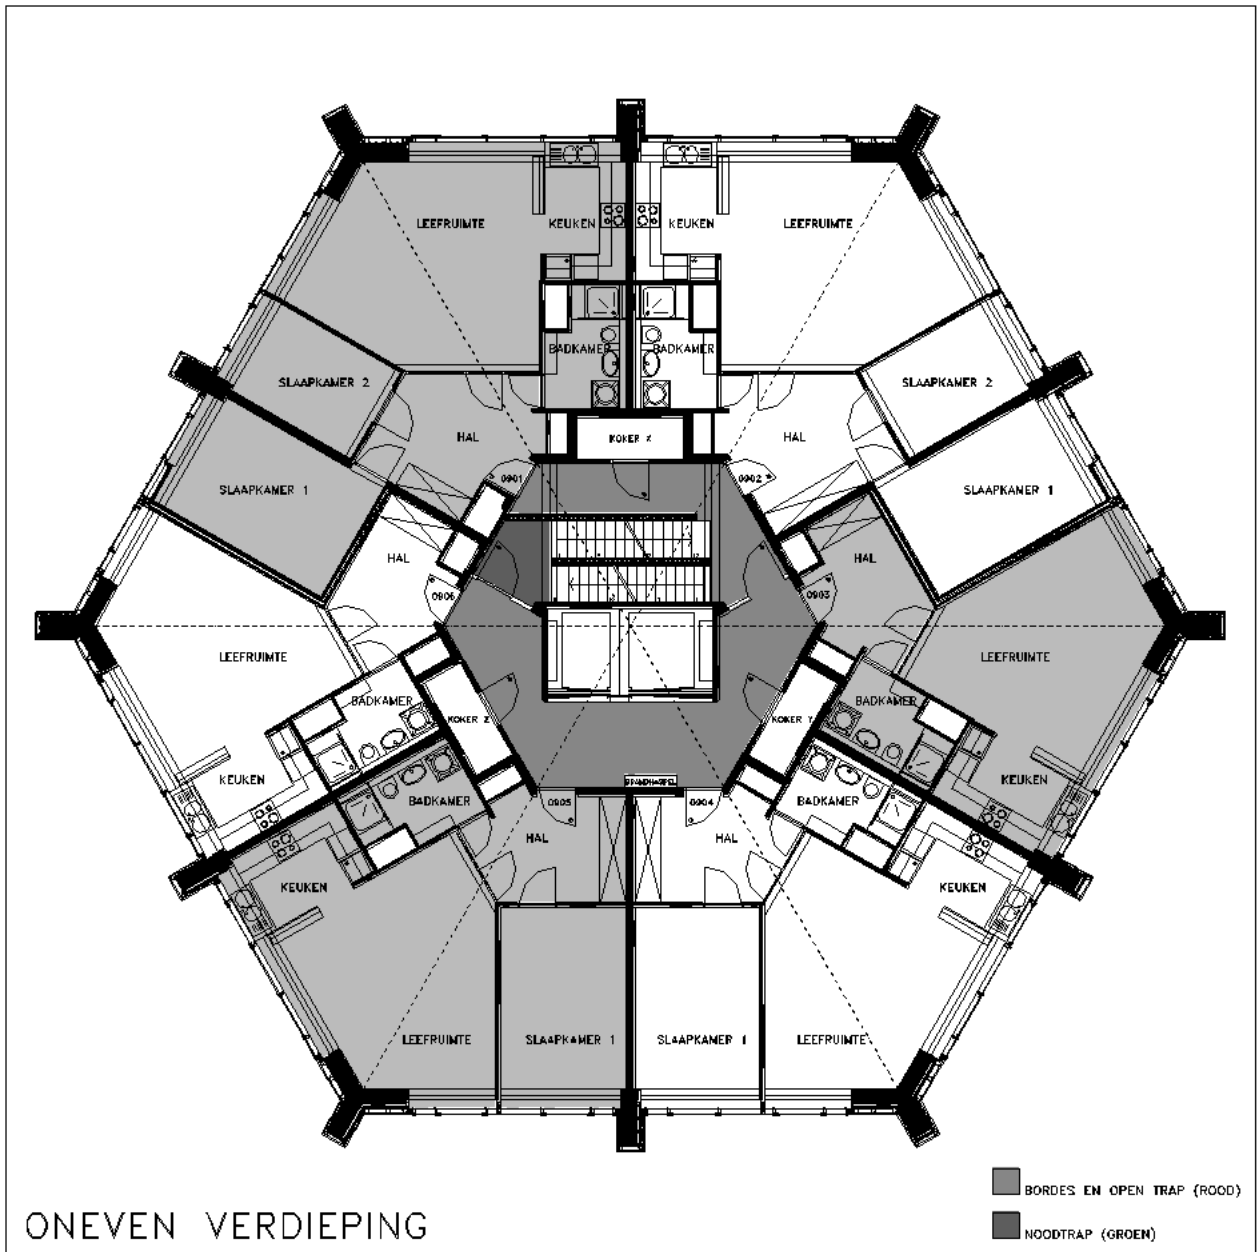 LEEFRUIMTE KEUKEN KEUKEN LEEFRUIMTE
BADKAMER BADKAMER
SLAAPKAMER 2 SLAAPKAMER 2
HAL KOKER X HAL
SLAAPKAMER 1 0901 0902 SLAAPKAMER 1
HAL HAL
0906 0903
LEEFRUIMTE LEEFRUIMTE
BADKAMER BADKAMER
KOKER Z KOKER Y
KEUKEN BRANDHASPEL KEUKEN
BADKAMER 0905 0904 BADKAMER
HAL HAL
KEUKEN KEUKEN
LEEFRUIMTE SLAAPKAMER 1 SLAAPKAMER 1 LEEFRUIMTE
BORDES EN OPEN TRAP (ROOD)
ONEVEN VERDIEPING
NOODTRAP (GROEN)